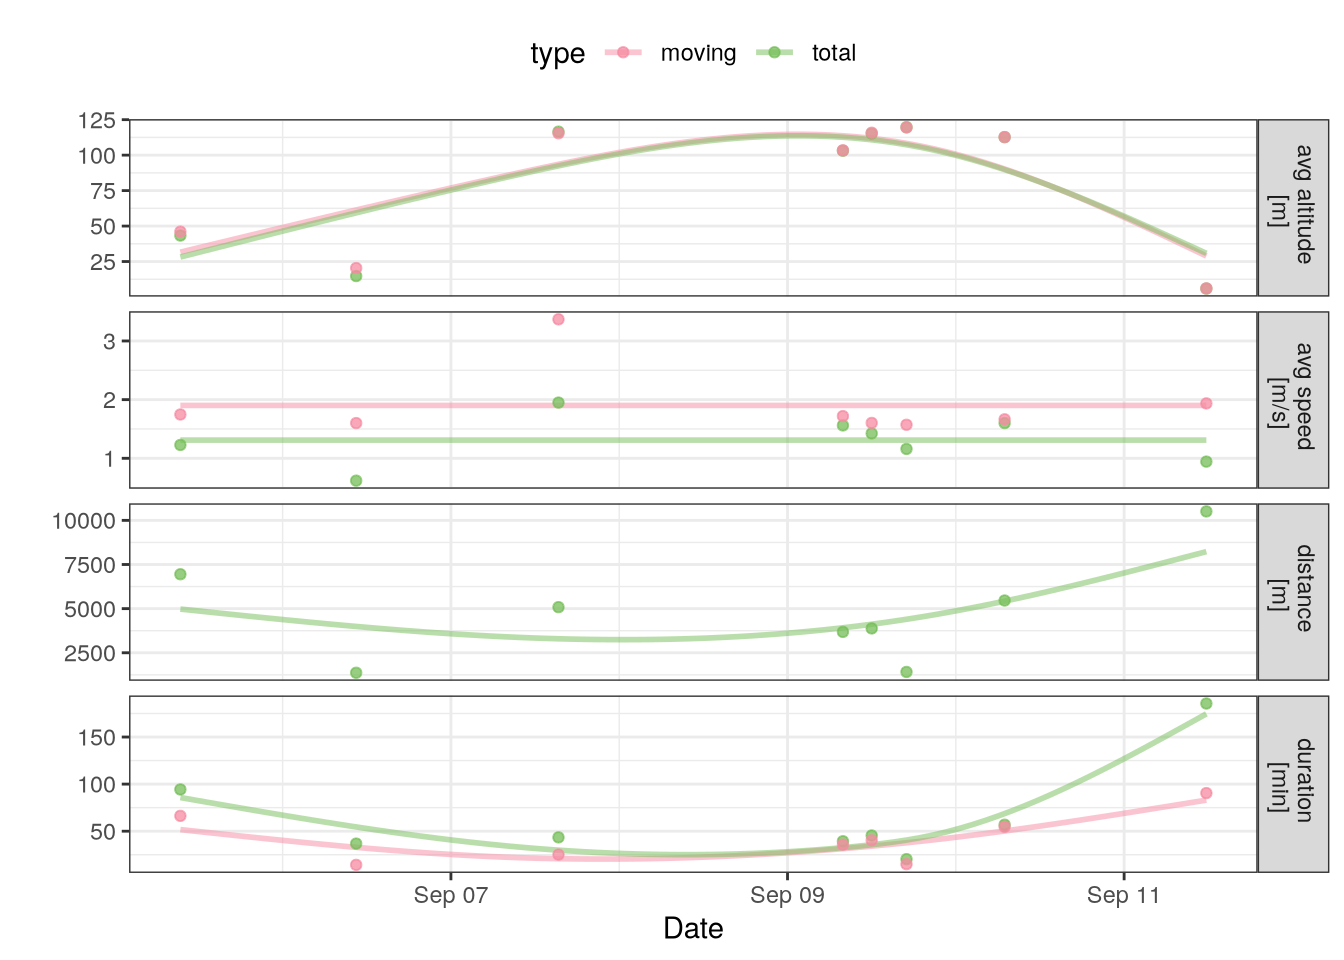 type moving total
125
100
75
50
25
avg altitude
[m]
3
2
1
avg speed
[m/s]
10000
7500
5000
2500
distance
[m]
150
100
50
duration
[min]
Sep 07 Sep 09 Sep 11
Date